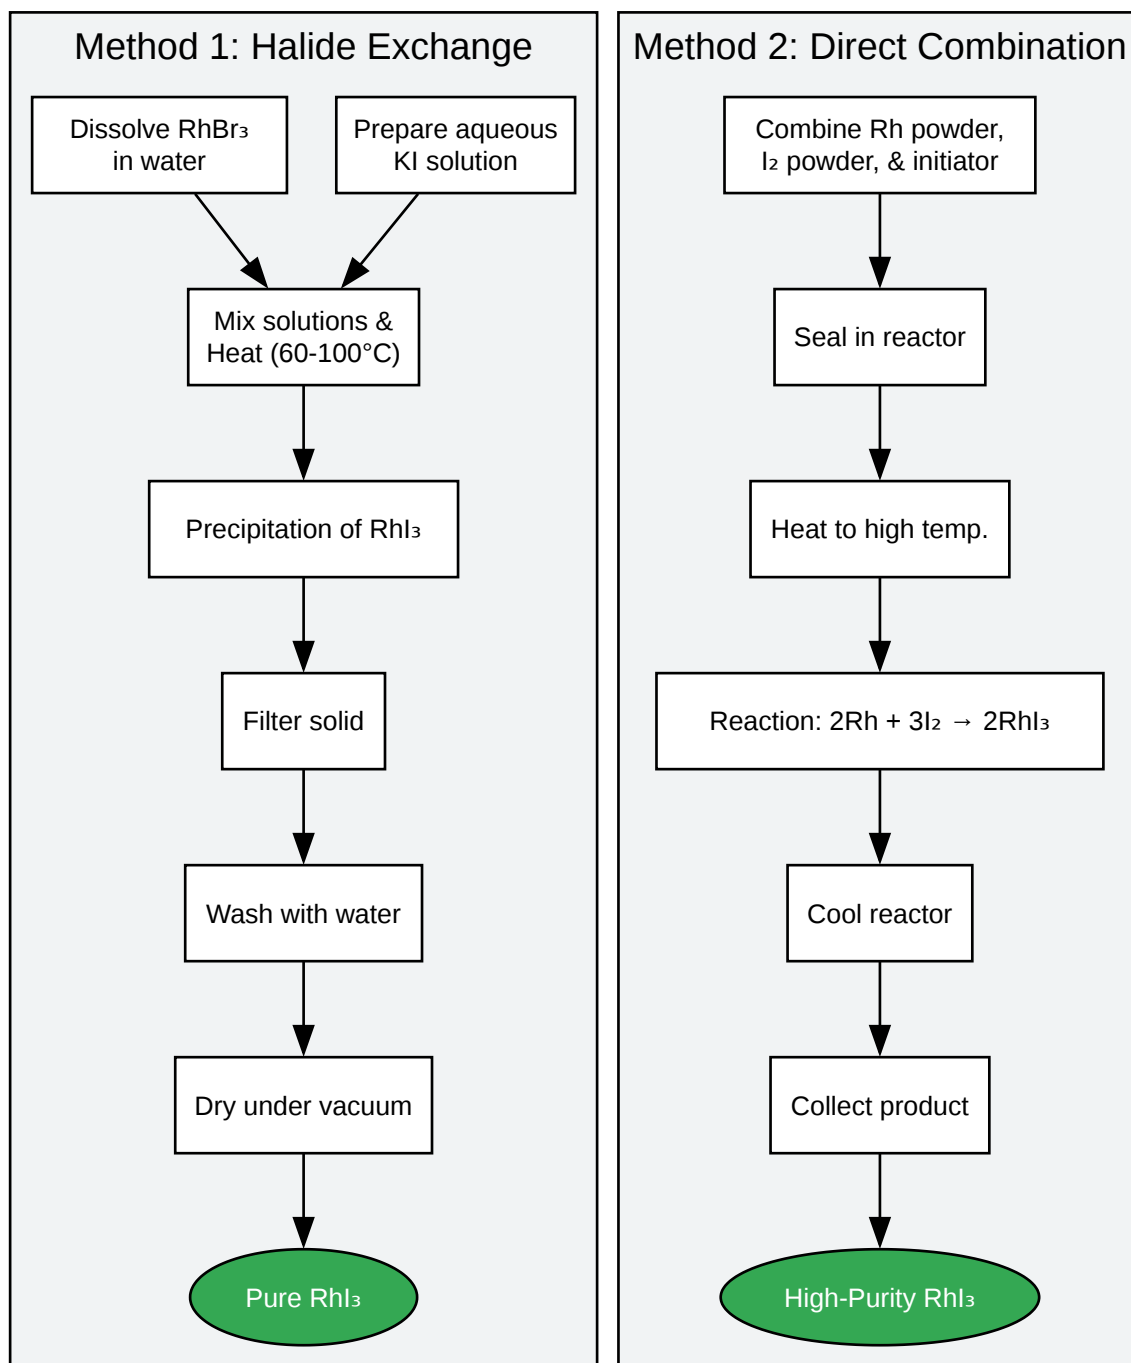 Method 1: Halide Exchange
Dissolve RhBr₃
in water
Prepare aqueous
KI solution
Mix solutions &
Heat (60-100°C)
Precipitation of RhI₃
Filter solid
Wash with water
Dry under vacuum
Pure RhI₃
Method 2: Direct Combination
Combine Rh powder,
I₂ powder, & initiator
Seal in reactor
Heat to high temp.
Reaction: 2Rh + 3I₂ → 2RhI₃
Cool reactor
Collect product
High-Purity RhI₃